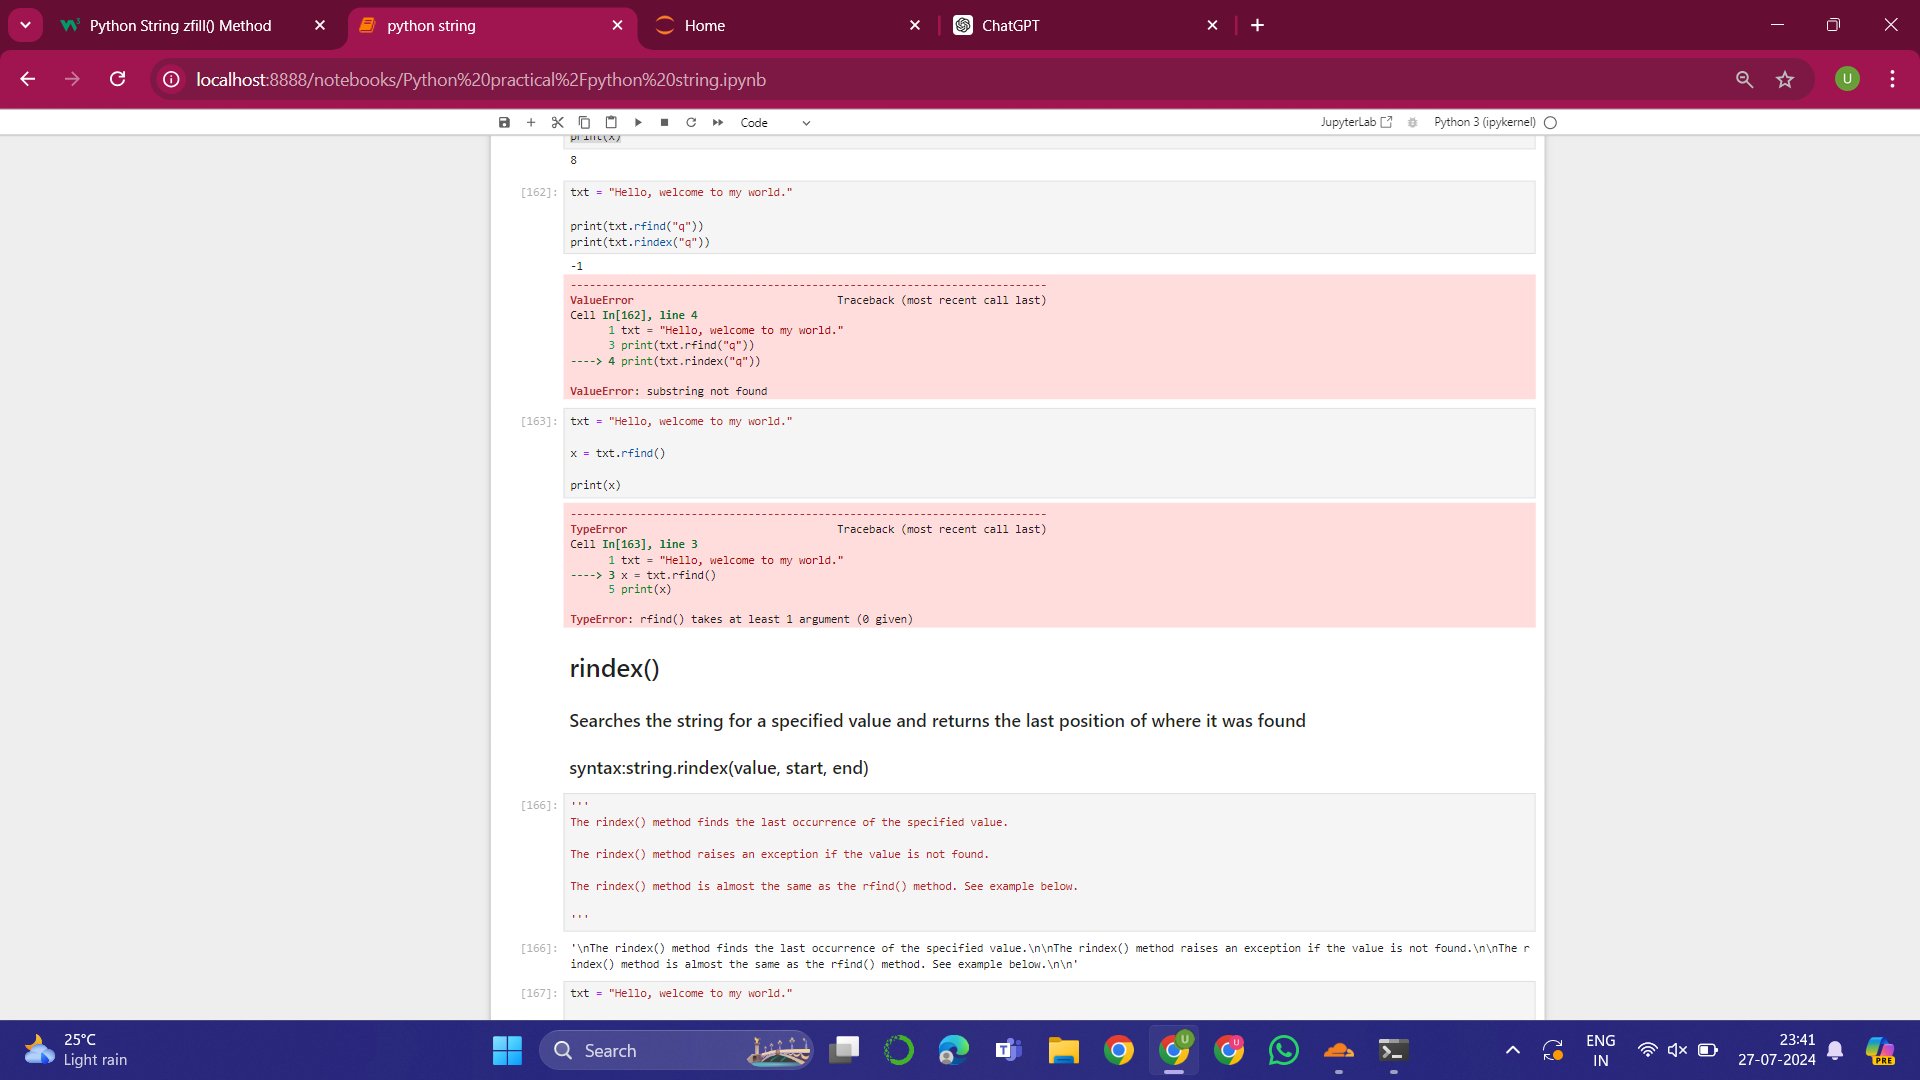 Python String zfill() Method
python string
Home
ChatGPT
localhost:8888/notebooks/Python%20practical%2Fpython%20string.ipynb
U
Code
JupyterLab
Python 3 (ipykernel)
print(x)
8
[162]:
txt = "Hello, welcome to my world."
print(txt.rfind("q"))
print(txt.rindex("q"))
-1
---------------------------------------------------------------------------
ValueError                                Traceback (most recent call last)
Cell In[162], line 4
      1 txt = "Hello, welcome to my world."
      3 print(txt.rfind("q"))
----> 4 print(txt.rindex("q"))
ValueError: substring not found
[163]:
txt = "Hello, welcome to my world."
x = txt.rfind()
print(x)
---------------------------------------------------------------------------
TypeError                                 Traceback (most recent call last)
Cell In[163], line 3
      1 txt = "Hello, welcome to my world."
----> 3 x = txt.rfind()
      5 print(x)
TypeError: rfind() takes at least 1 argument (0 given)
rindex()
Searches the string for a specified value and returns the last position of where it was found
syntax:string.rindex(value, start, end)
[166]:
'''
The rindex() method finds the last occurrence of the specified value.
The rindex() method raises an exception if the value is not found.
The rindex() method is almost the same as the rfind() method. See example below.
'''
[166]:
'\nThe rindex() method finds the last occurrence of the specified value.\n\nThe rindex() method raises an exception if the value is not found.\n\nThe r
index() method is almost the same as the rfind() method. See example below.\n\n'
[167]:
txt = "Hello, welcome to my world."
25°C
Light rain
Search
U
U
ENG
IN
23:41
27-07-2024
PRE